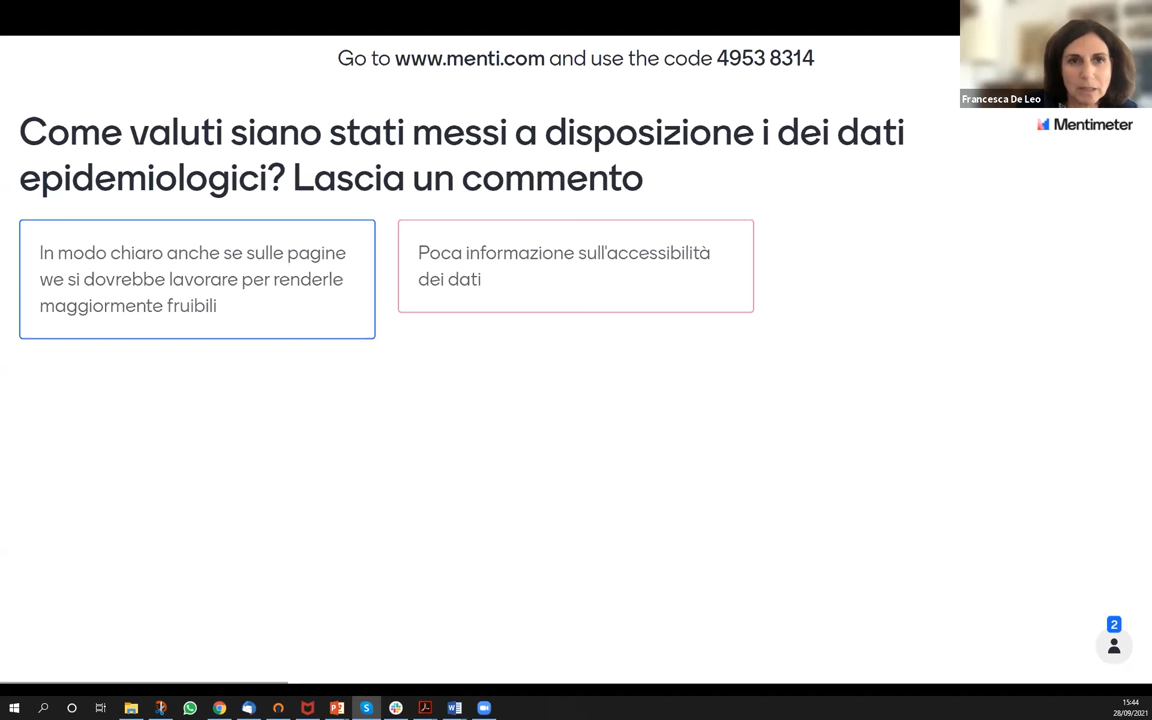 Go to www.menti.com and use the code 4953 8314
Francesca De Leo
Mentimeter
Come valuti siano stati messi a disposizione i dei dati
epidemiologici? Lascia un commento
In modo chiaro anche se sulle pagine
we si dovrebbe lavorare per renderle
maggiormente fruibili
Poca informazione sull'accessibilità
dei dati
2
15:44
28/09/2021